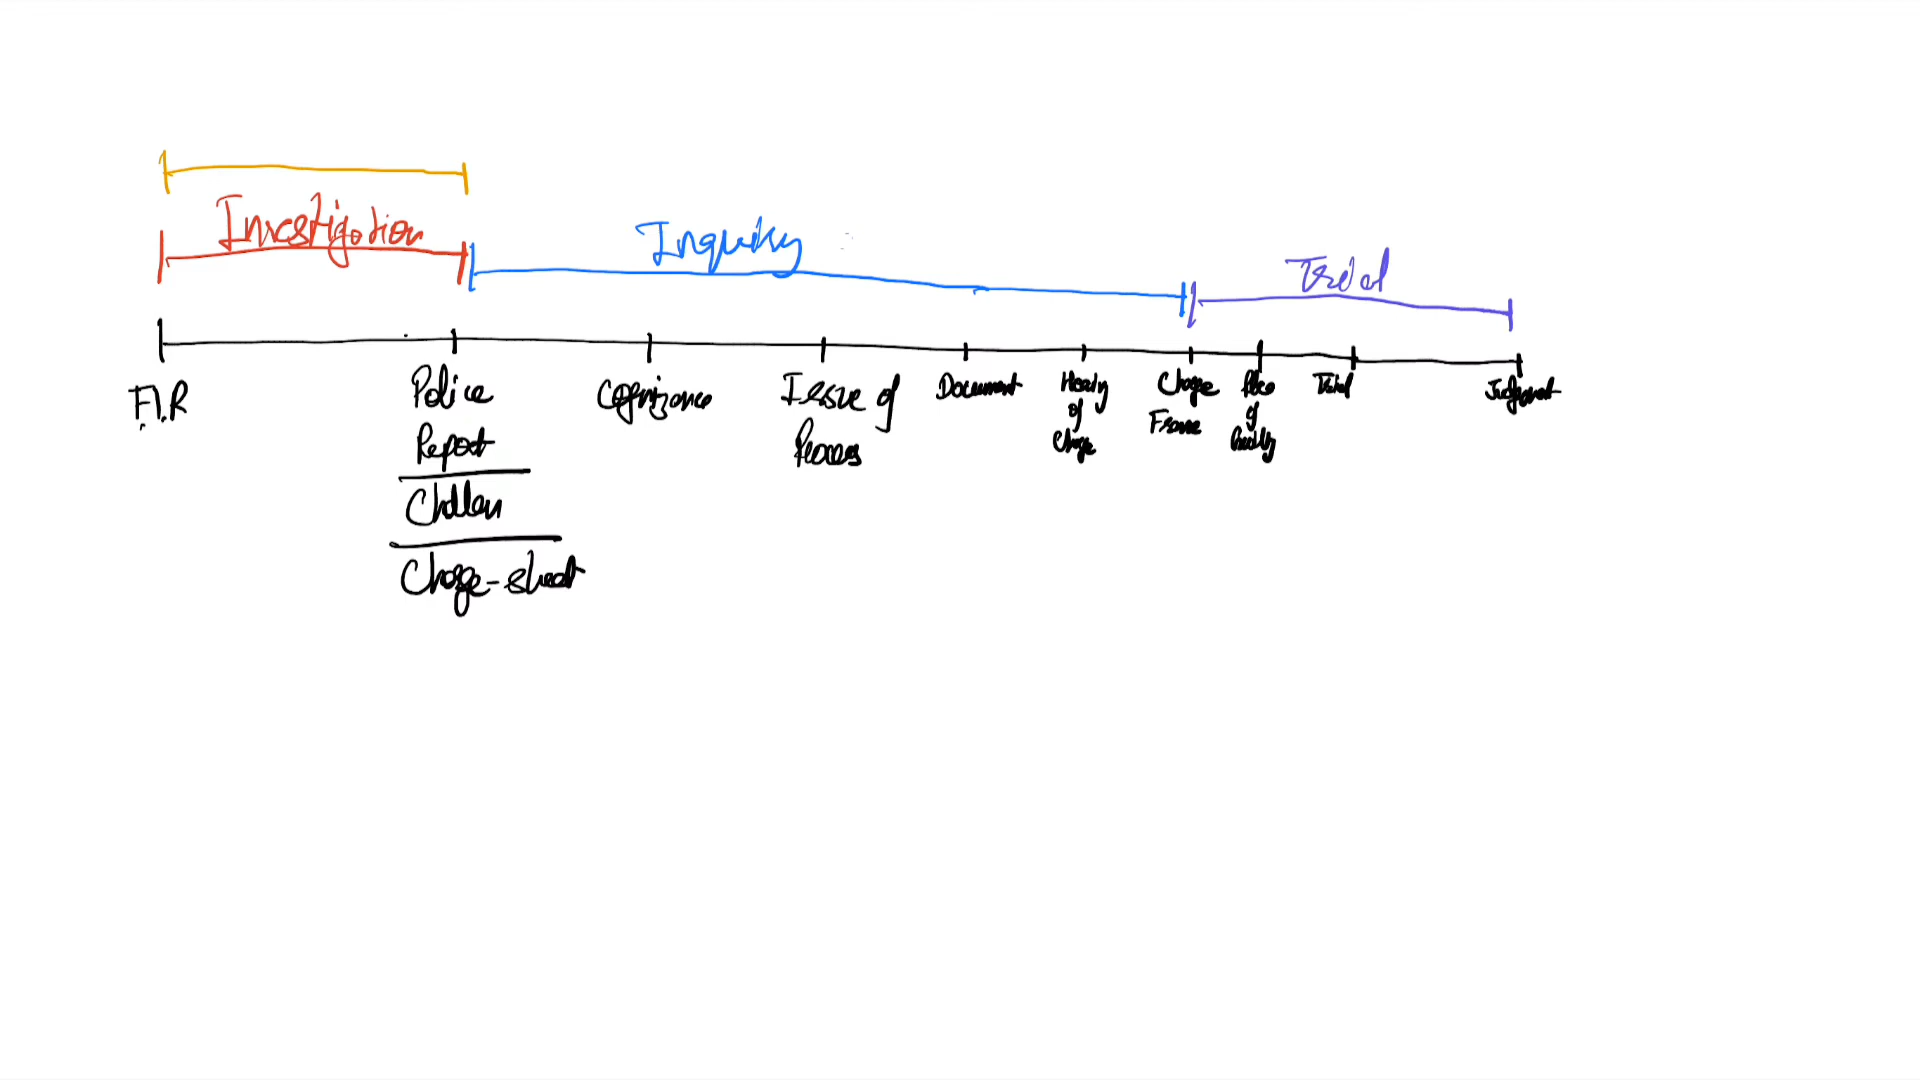 Investigation
Inquiry
Trial
F.I.R
Police
Report
Challan
Charge-sheet
Cognizance
Issue of
Process
Document
Hearing
of
Charge
Charge
Frame
Plea
of
Guilty
Trial
Judgment